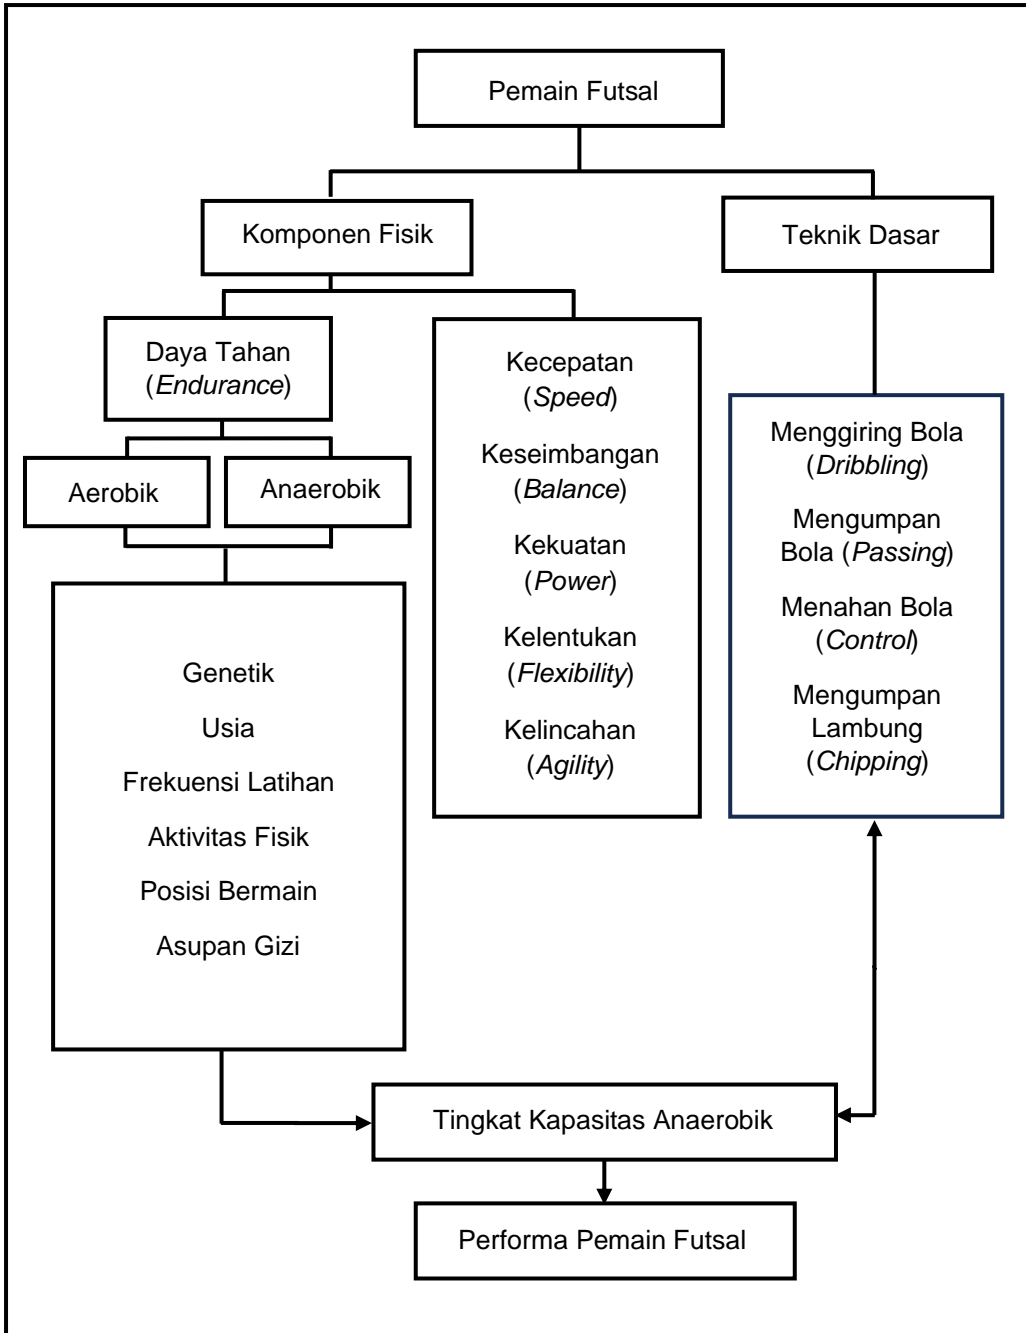 Pemain Futsal
Komponen Fisik
Teknik Dasar
Daya Tahan
(Endurance)
Aerobik
Anaerobik
Kecepatan
(Speed)
Keseimbangan
(Balance)
Kekuatan
(Power)
Kelentukan
(Flexibility)
Kelincahan
(Agility)
Menggiring Bola
(Dribbling)
Mengumpan
Bola (Passing)
Menahan Bola
(Control)
Mengumpan
Lambung
(Chipping)
Genetik
Usia
Frekuensi Latihan
Aktivitas Fisik
Posisi Bermain
Asupan Gizi
Tingkat Kapasitas Anaerobik
Performa Pemain Futsal